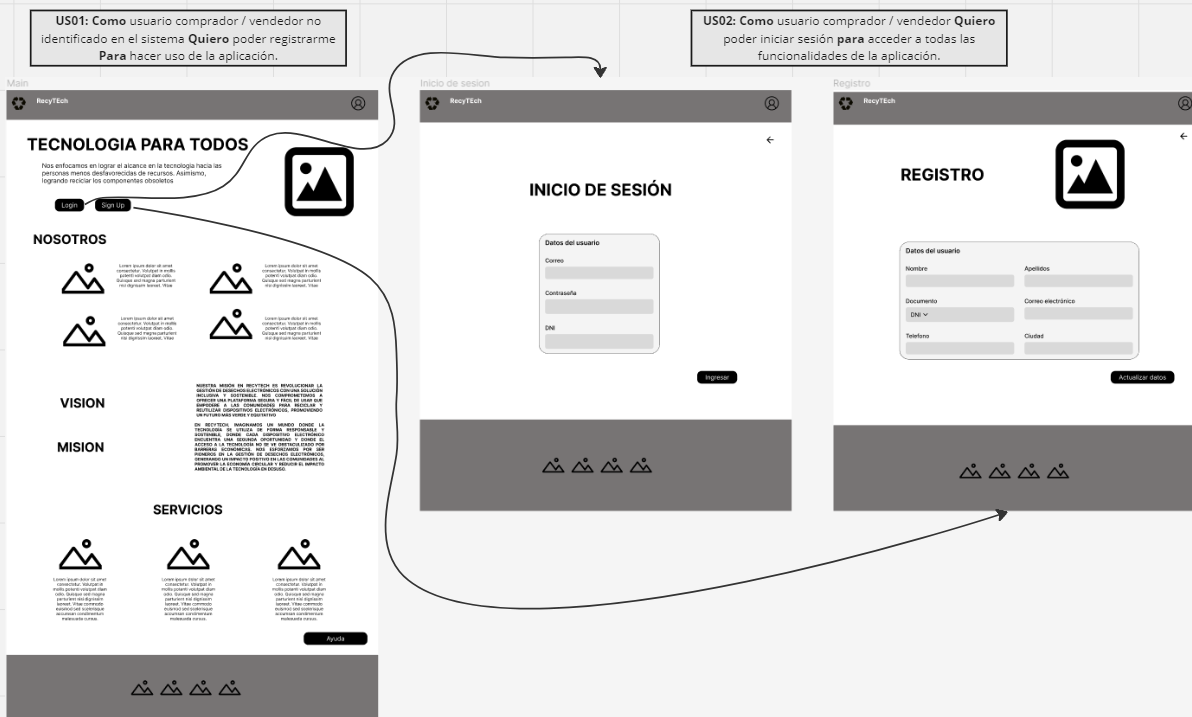 US01: Como usuario comprador / vendedor no
identificado en el sistema Quiero poder registrarme
Para hacer uso de la aplicación.
US02: Como usuario comprador / vendedor Quiero
poder iniciar sesión para acceder a todas las
funcionalidades de la aplicación.
Main
RecyTEch
TECNOLOGIA PARA TODOS
Nos enfocamos en lograr el alcance en la tecnologia hacia las
personas menos desfavorecidas de recursos. Asimismo,
logrando reciclar los componentes obsoletos
Login
Sign Up
NOSOTROS
Lorem ipsum dolor sit amet
consectetur. Volutpat in mollis
potenti volutpat diam odio.
Quisque sed magna parturient
nisl dignissim laoreet. Vitae
Lorem ipsum dolor sit amet
consectetur. Volutpat in mollis
potenti volutpat diam odio.
Quisque sed magna parturient
nisl dignissim laoreet. Vitae
Lorem ipsum dolor sit amet
consectetur. Volutpat in mollis
potenti volutpat diam odio.
Quisque sed magna parturient
nisl dignissim laoreet. Vitae
Lorem ipsum dolor sit amet
consectetur. Volutpat in mollis
potenti volutpat diam odio.
Quisque sed magna parturient
nisl dignissim laoreet. Vitae
VISION
NUESTRA MISIÓN EN RECYTECH ES REVOLUCIONAR LA
GESTIÓN DE DESECHOS ELECTRÓNICOS CON UNA SOLUCIÓN
INCLUSIVA Y SOSTENIBLE. NOS COMPROMETEMOS A
OFRECER UNA PLATAFORMA SEGURA Y FÁCIL DE USAR QUE
EMPODERE A LAS COMUNIDADES PARA RECICLAR Y
REUTILIZAR DISPOSITIVOS ELECTRÓNICOS, PROMOVIENDO
UN FUTURO MÁS VERDE Y EQUITATIVO
MISION
EN RECYTECH, IMAGINAMOS UN MUNDO DONDE LA
TECNOLOGÍA SE UTILIZA DE FORMA RESPONSABLE Y
SOSTENIBLE, DONDE CADA DISPOSITIVO ELECTRÓNICO
ENCUENTRA UNA SEGUNDA OPORTUNIDAD Y DONDE EL
ACCESO A LA TECNOLOGÍA NO SE VE OBSTACULIZADO POR
BARRERAS ECONÓMICAS. NOS ESFORZAMOS POR SER
PIONEROS EN LA GESTIÓN DE DESECHOS ELECTRÓNICOS,
GENERANDO UN IMPACTO POSITIVO EN LAS COMUNIDADES AL
PROMOVER LA ECONOMÍA CIRCULAR Y REDUCIR EL IMPACTO
AMBIENTAL DE LA TECNOLOGÍA EN DESUSO.
SERVICIOS
Lorem ipsum dolor sit amet
consectetur. Volutpat in
mollis potenti volutpat diam
odio. Quisque sed magna
parturient nisl dignissim
laoreet. Vitae commodo
euismod sed scelerisque
accumsan condimentum
malesuada cursus.
Lorem ipsum dolor sit amet
consectetur. Volutpat in
mollis potenti volutpat diam
odio. Quisque sed magna
parturient nisl dignissim
laoreet. Vitae commodo
euismod sed scelerisque
accumsan condimentum
malesuada cursus.
Lorem ipsum dolor sit amet
consectetur. Volutpat in
mollis potenti volutpat diam
odio. Quisque sed magna
parturient nisl dignissim
laoreet. Vitae commodo
euismod sed scelerisque
accumsan condimentum
malesuada cursus.
Ayuda
Inicio de sesion
RecyTEch
INICIO DE SESIÓN
Datos del usuario
Correo
Contraseña
DNI
Ingresar
Registro
RecyTEch
REGISTRO
Datos del usuario
Nombre
Apellidos
Documento
Correo electrónico
DNI
Telefono
Ciudad
Actualizar datos